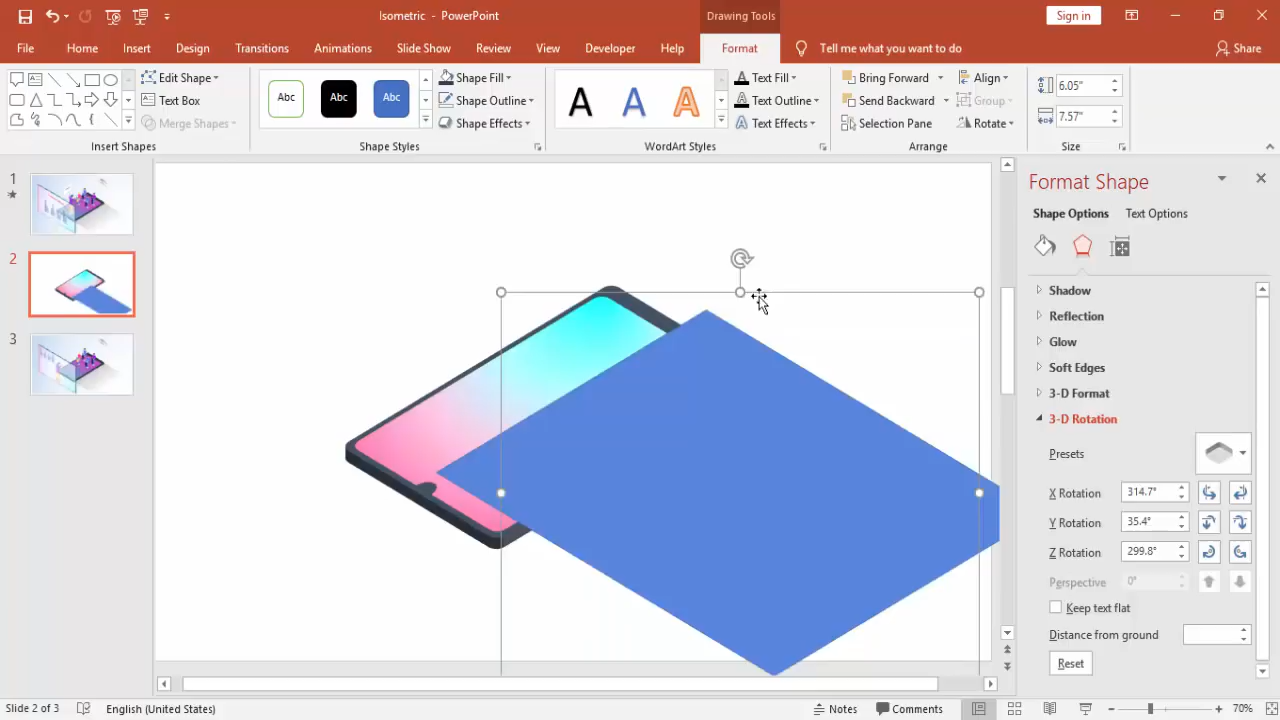 Isometric - PowerPoint
Drawing Tools
Sign in
File Home Insert Design Transitions Animations Slide Show Review View Developer Help Format Tell me what you want to do Share
Edit Shape
Text Box
Merge Shapes
Insert Shapes
Abc Abc Abc
Shape Fill
Shape Outline
Shape Effects
Shape Styles
A A A
Text Fill
Text Outline
Text Effects
WordArt Styles
Bring Forward
Send Backward
Selection Pane
Align
Group
Rotate
Arrange
6.05"
7.57"
Size
1
2
3
Format Shape
Shape Options Text Options
Shadow
Reflection
Glow
Soft Edges
3-D Format
3-D Rotation
Presets
X Rotation 314.7°
Y Rotation 35.4°
Z Rotation 299.8°
Perspective 0°
Keep text flat
Distance from ground
Reset
Slide 2 of 3 English (United States) Notes Comments 70%